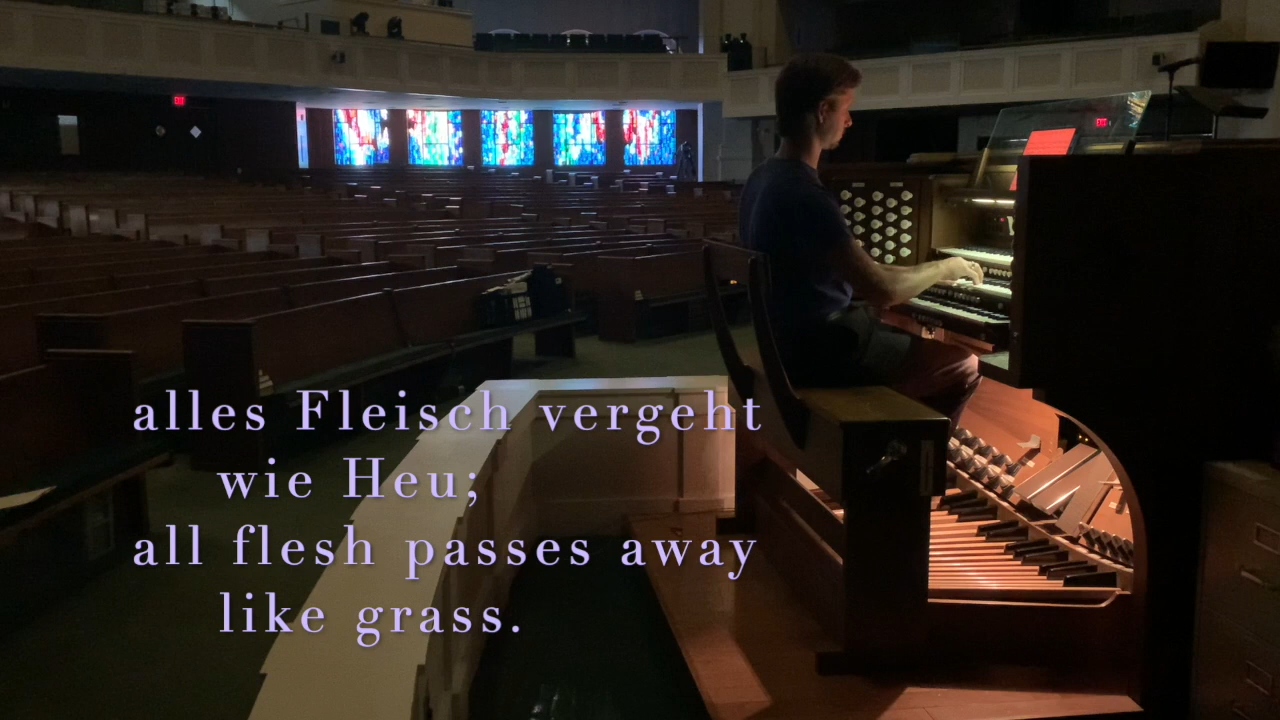 alles Fleisch vergeht
wie Heu;
all flesh passes away
like grass.